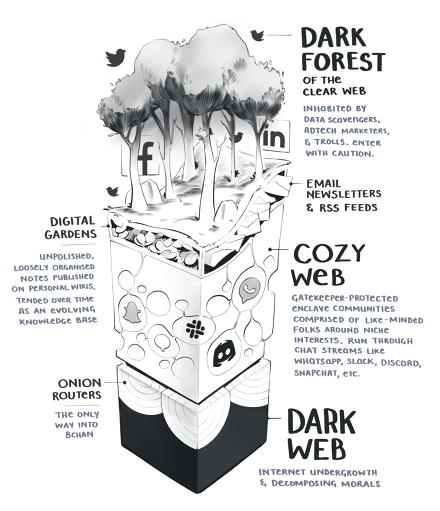 DARK
FOREST
OF THE
CLEAR WEB
INHABITED BY
DATA SCAVENGERS,
ADTECH MARKETERS,
& TROLLS. ENTER
WITH CAUTION.
f
in
EMAIL
NEWSLETTERS
& RSS FEEDS
DIGITAL
GARDENS
UNPOLISHED,
LOOSELY ORGANISED
NOTES PUBLISHED
ON PERSONAL WIKIS,
TENDED OVER TIME
AS AN EVOLVING
KNOWLEDGE BASE
COZY
WEB
GATEKEEPER-PROTECTED
ENCLAVE COMMUNITIES
COMPRISED OF LIKE-MINDED
FOLKS AROUND NICHE
INTERESTS. RUN THROUGH
CHAT STREAMS LIKE
WHATSAPP, SLACK, DISCORD,
SNAPCHAT, ETC.
ONION
ROUTERS
THE ONLY
WAY INTO
8CHAN
DARK
WEB
INTERNET UNDERGROWTH
& DECOMPOSING MORALS